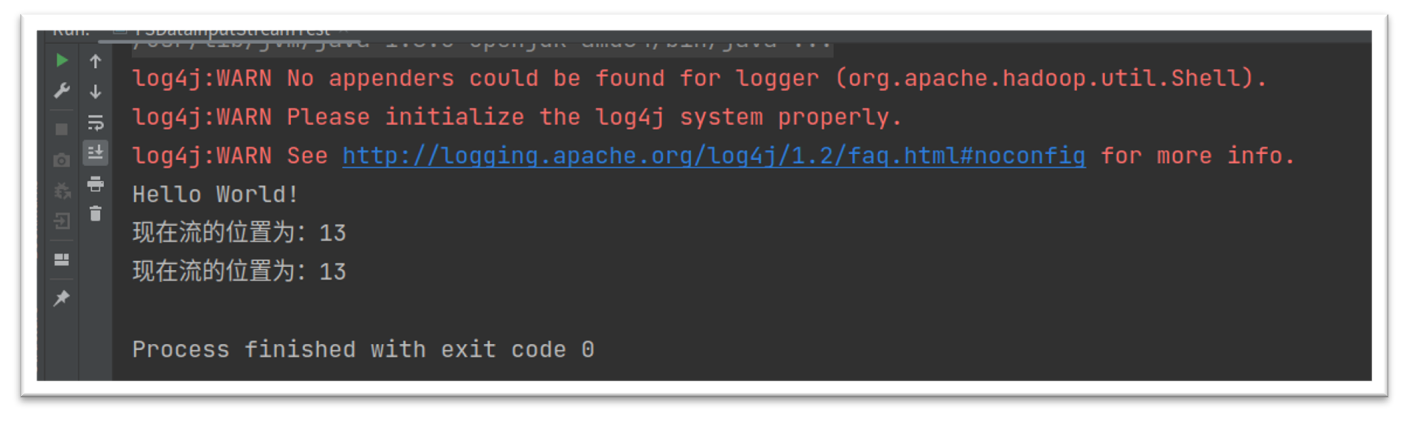 Run: FSDataInputStreamTest
/usr/lib/jvm/java-1.8.0-openjdk-amd64/bin/java ...
log4j:WARN No appenders could be found for logger (org.apache.hadoop.util.Shell).
log4j:WARN Please initialize the log4j system properly.
log4j:WARN See http://logging.apache.org/log4j/1.2/faq.html#noconfig for more info.
Hello World!
现在流的位置为：13
现在流的位置为：13
Process finished with exit code 0